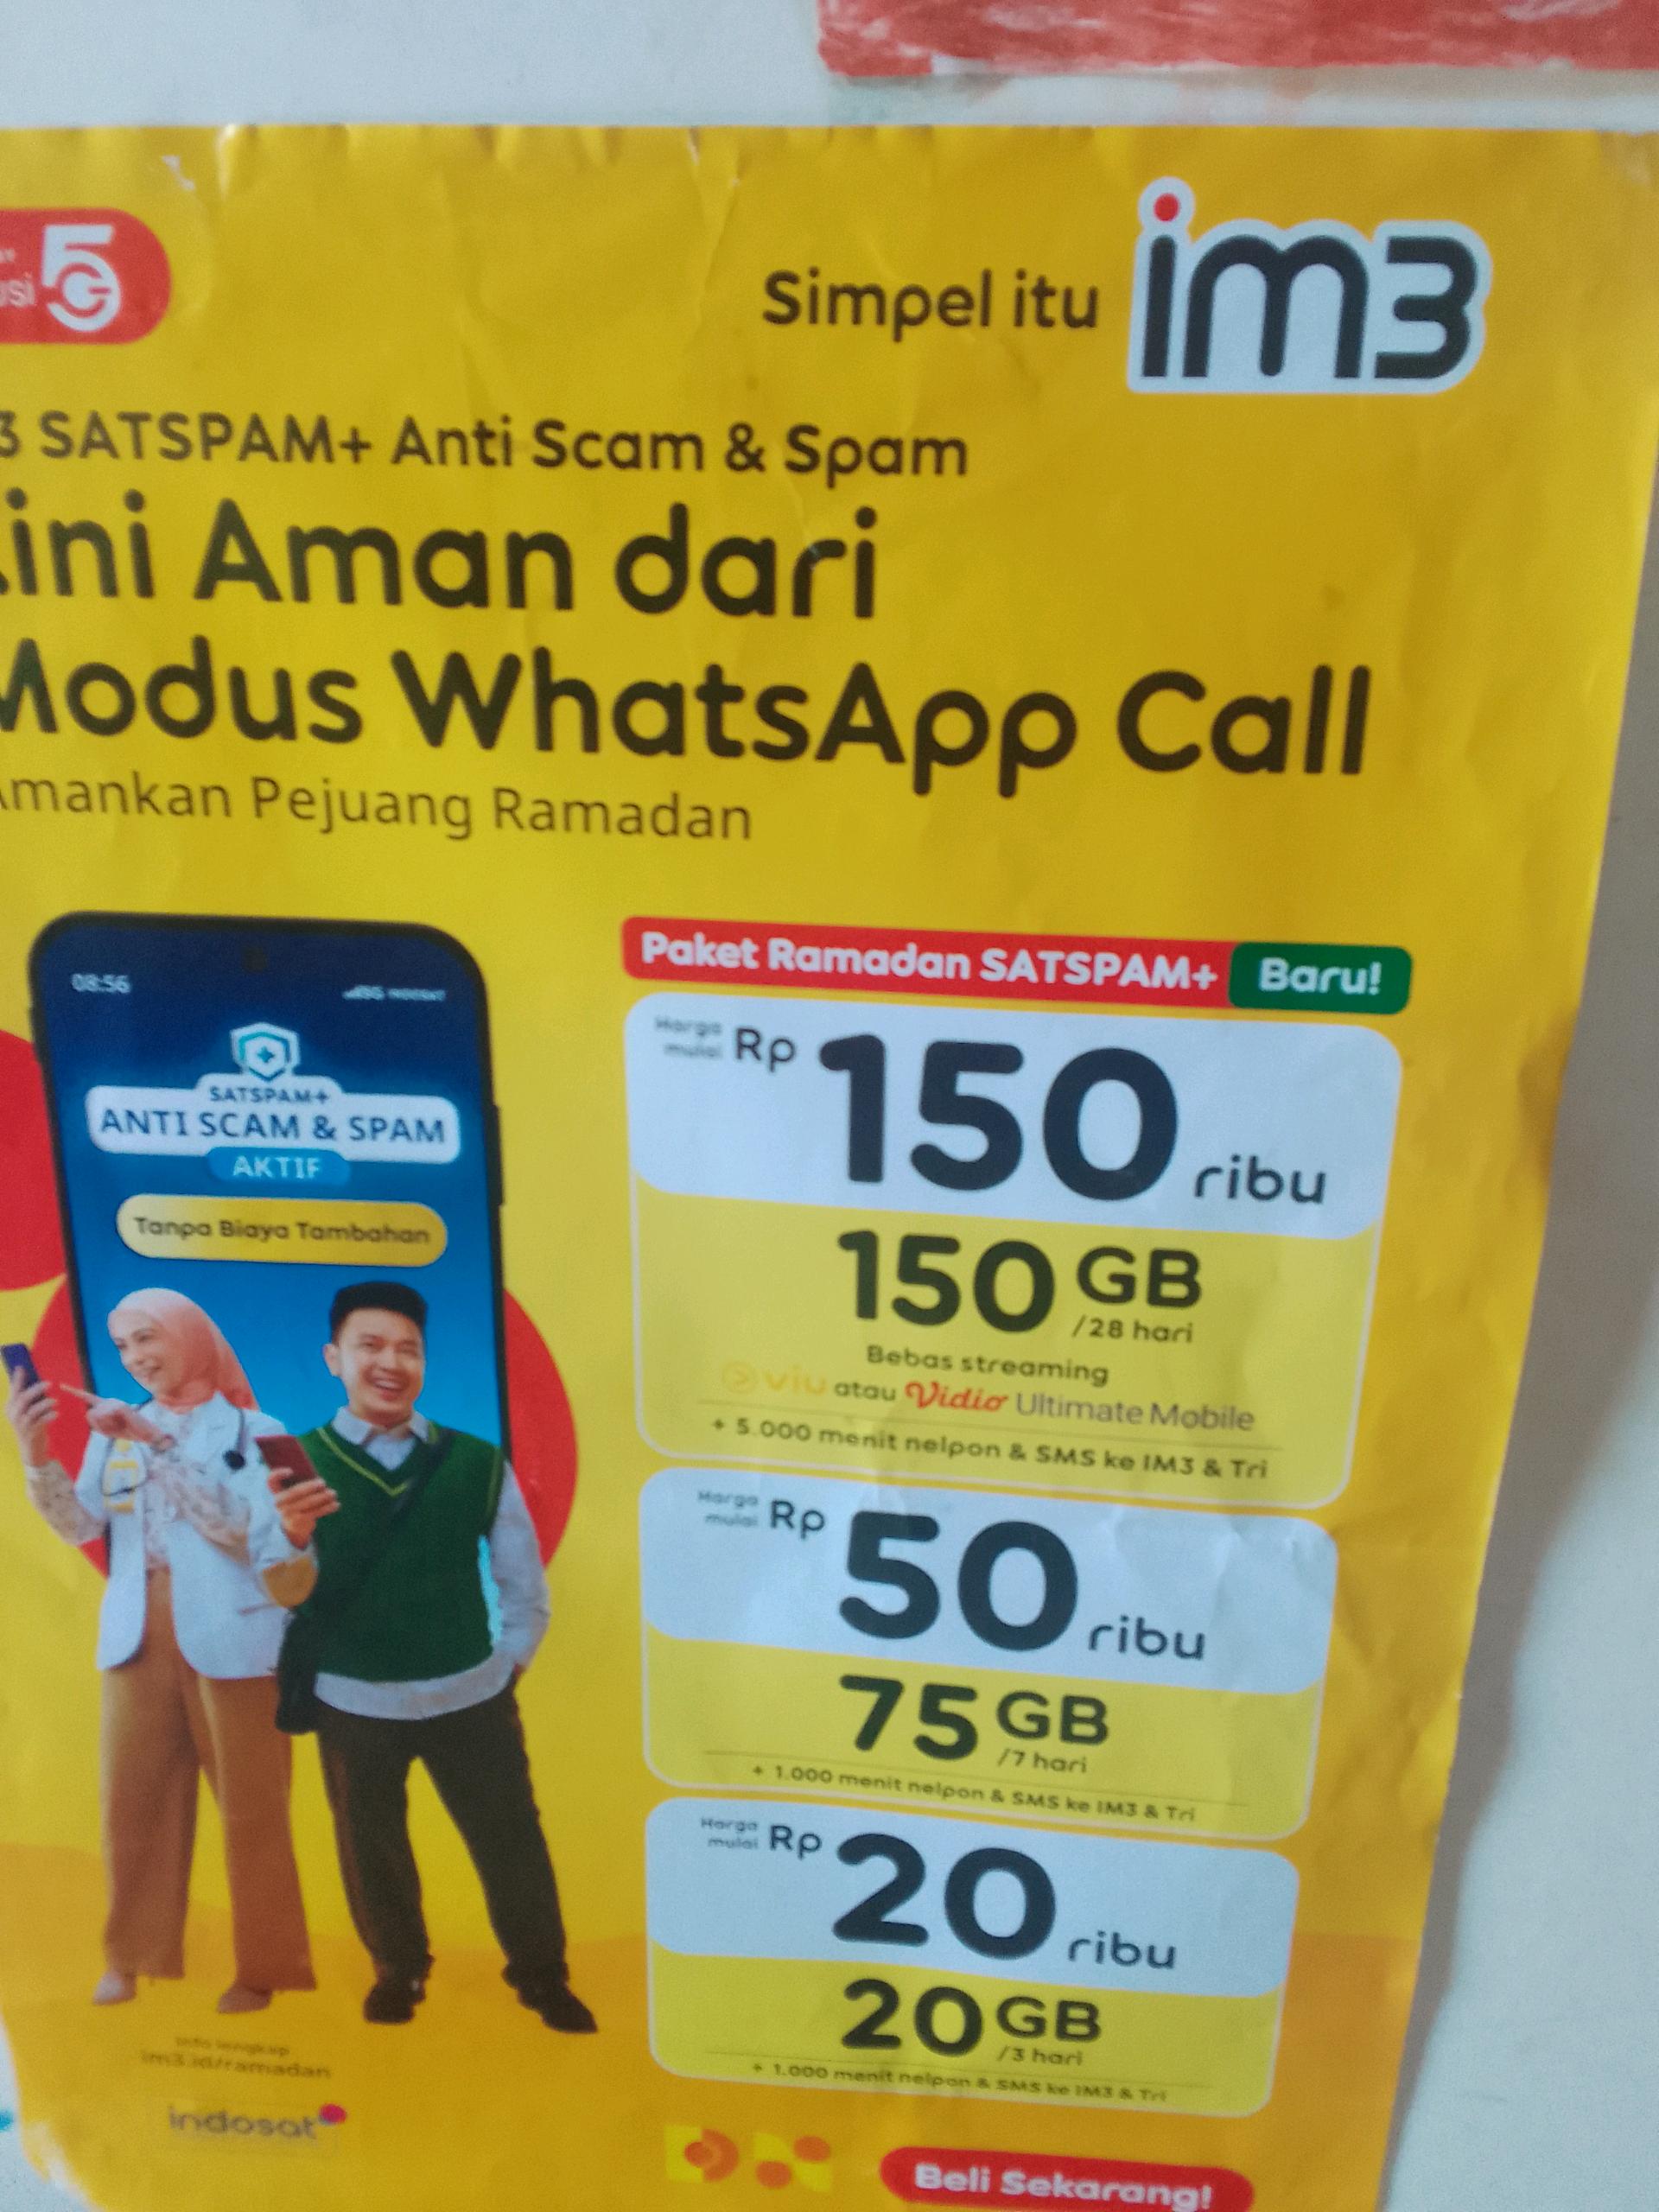 5G
Simpel itu im3
SATSPAM+ Anti Scam & Spam
Aman dari
Modus WhatsApp Call
Pejuang Ramadan
08:56
SATSPAM+
ANTI SCAM & SPAM
AKTIF
Tanpa Biaya Tambahan
Paket Ramadan SATSPAM+ Baru!
Harga mulai Rp 150 ribu
150 GB
/28 hari
Bebas streaming
viu atau Vidio Ultimate Mobile
+ 5.000 menit nelpon & SMS ke IM3 & Tri
Harga mulai Rp 50 ribu
75 GB
/7 hari
+ 1.000 menit nelpon & SMS ke IM3 & Tri
Harga mulai Rp 20 ribu
20 GB
/3 hari
+ 1.000 menit nelpon & SMS ke IM3 & Tri
Info lengkap
im3.id/ramadan
indosat
Beli Sekarang!